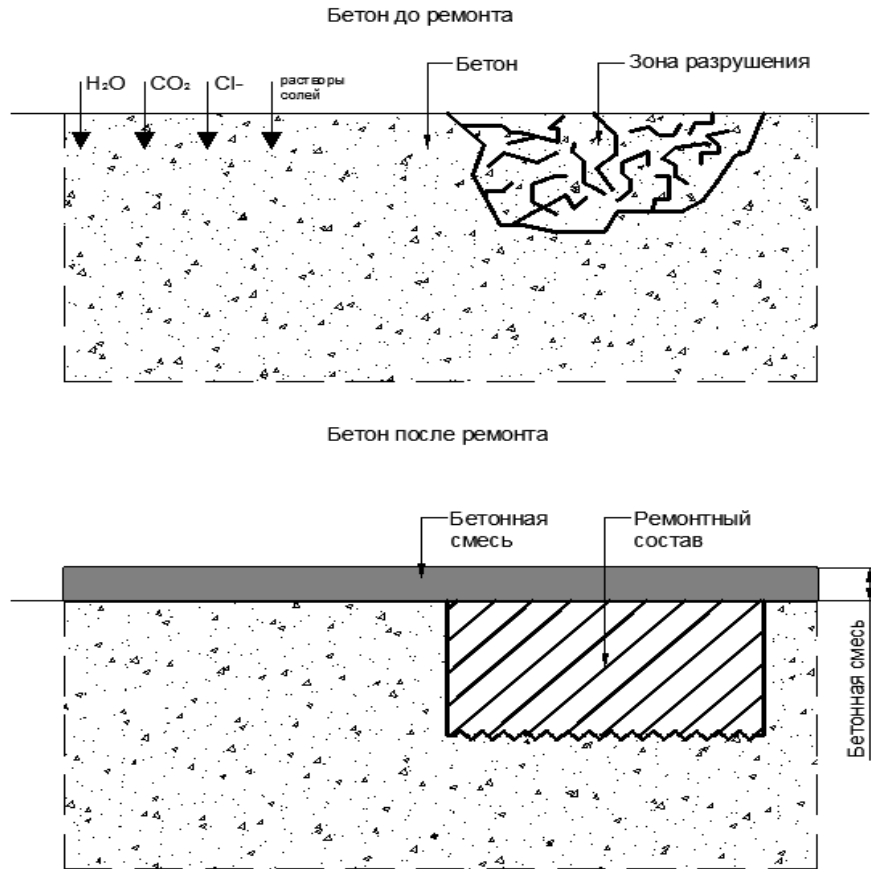 Бетон до ремонта
H₂O
CO₂
Cl-
растворы
солей
Бетон
Зона разрушения
Бетон после ремонта
Бетонная
смесь
Ремонтный
состав
Бетонная смесь